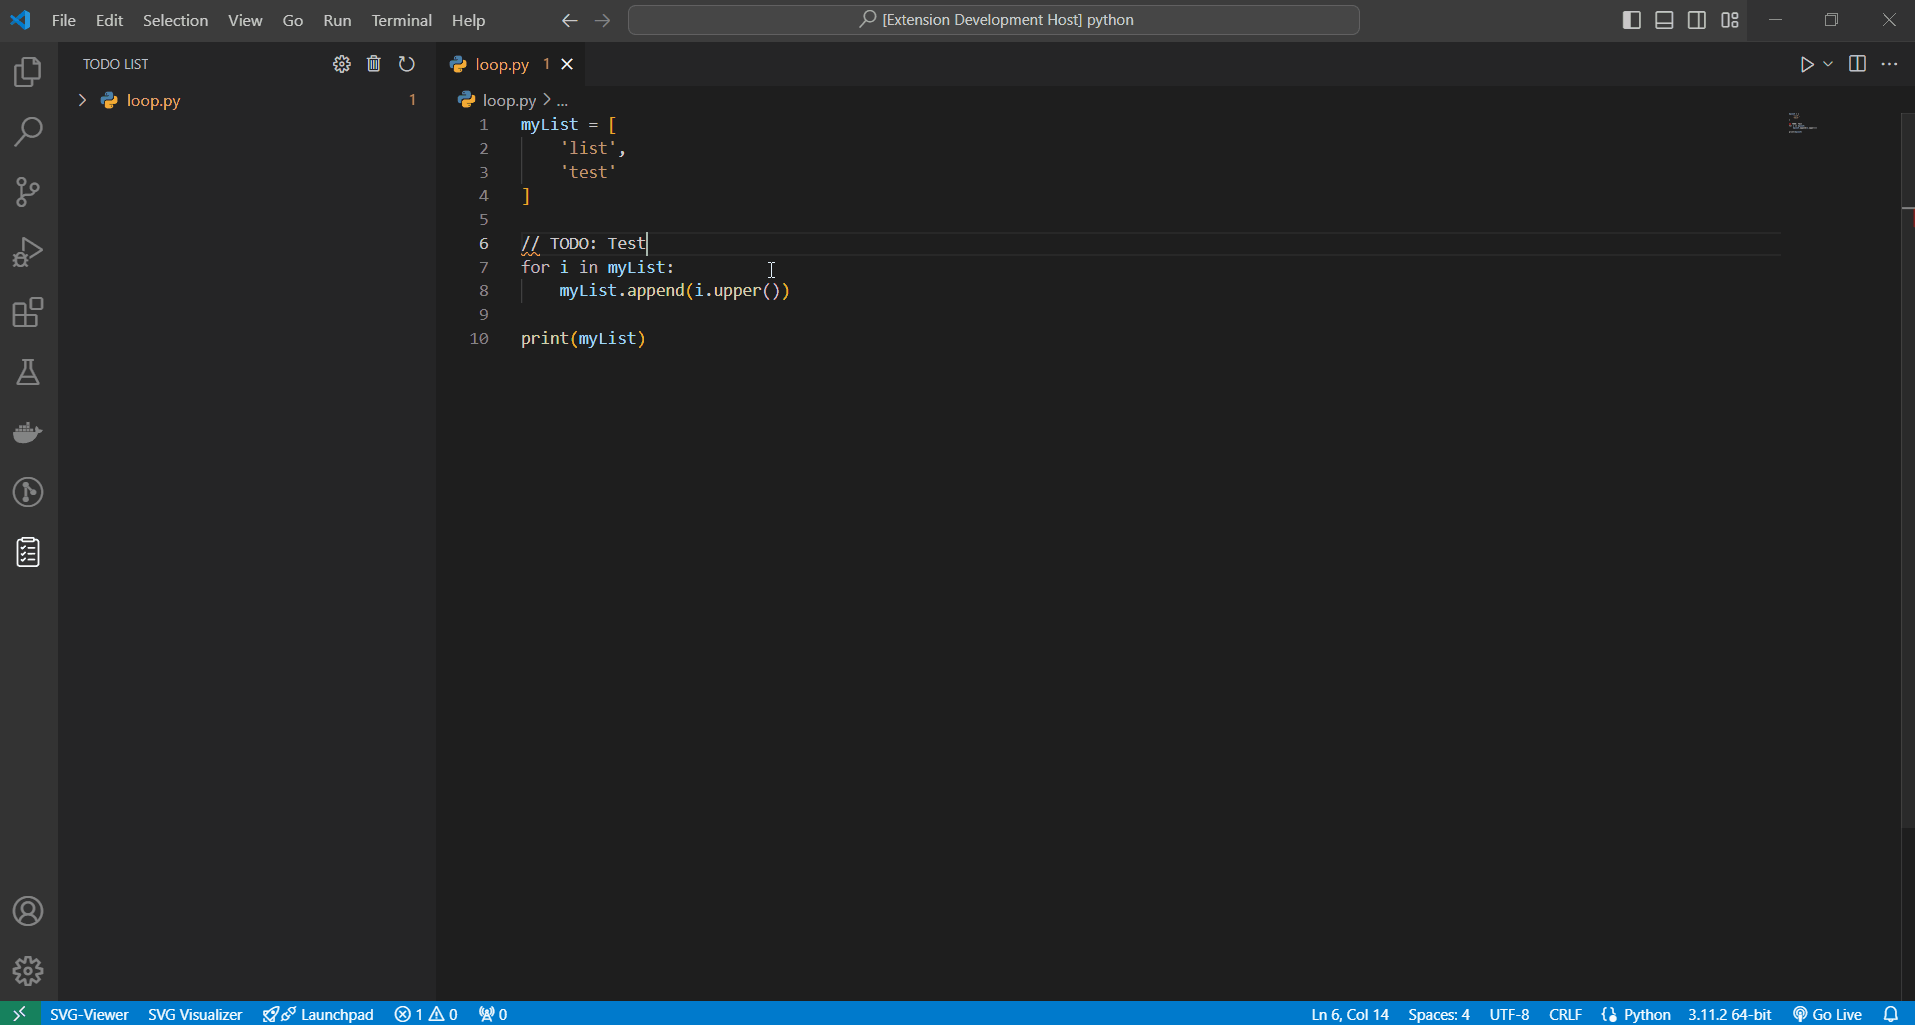 File Edit Selection View Go Run Terminal Help
[Extension Development Host] python
TODO LIST
loop.py 1
loop.py 1
loop.py > ...
1 myList = [
2 'list',
3 'test'
4 ]
5
6 // TODO: Test
7 for i in myList:
8 myList.append(i.upper())
9
10 print(myList)
SVG-Viewer SVG Visualizer Launchpad 1 0 0 Ln 6, Col 14 Spaces: 4 UTF-8 CRLF Python 3.11.2 64-bit Go Live